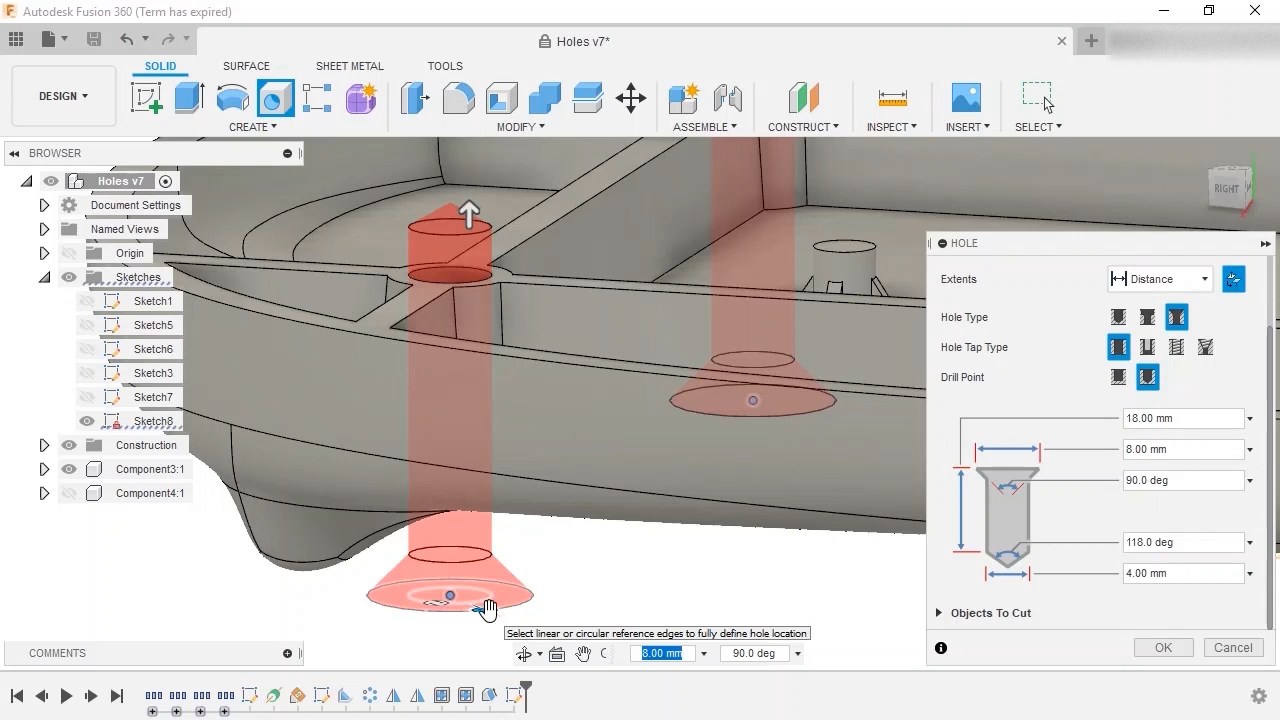 Autodesk Fusion 360 (Term has expired)
Holes v7*
DESIGN
SOLID SURFACE SHEET METAL TOOLS
CREATE MODIFY ASSEMBLE CONSTRUCT INSPECT INSERT SELECT
BROWSER
Holes v7
Document Settings
Named Views
Origin
Sketches
Sketch1
Sketch5
Sketch6
Sketch3
Sketch7
Sketch8
Construction
Component3:1
Component4:1
RIGHT
HOLE
Extents Distance
Hole Type
Hole Tap Type
Drill Point
18.00 mm
8.00 mm
90.0 deg
118.0 deg
4.00 mm
Objects To Cut
OK Cancel
Select linear or circular reference edges to fully define hole location
8.00 mm 90.0 deg
COMMENTS